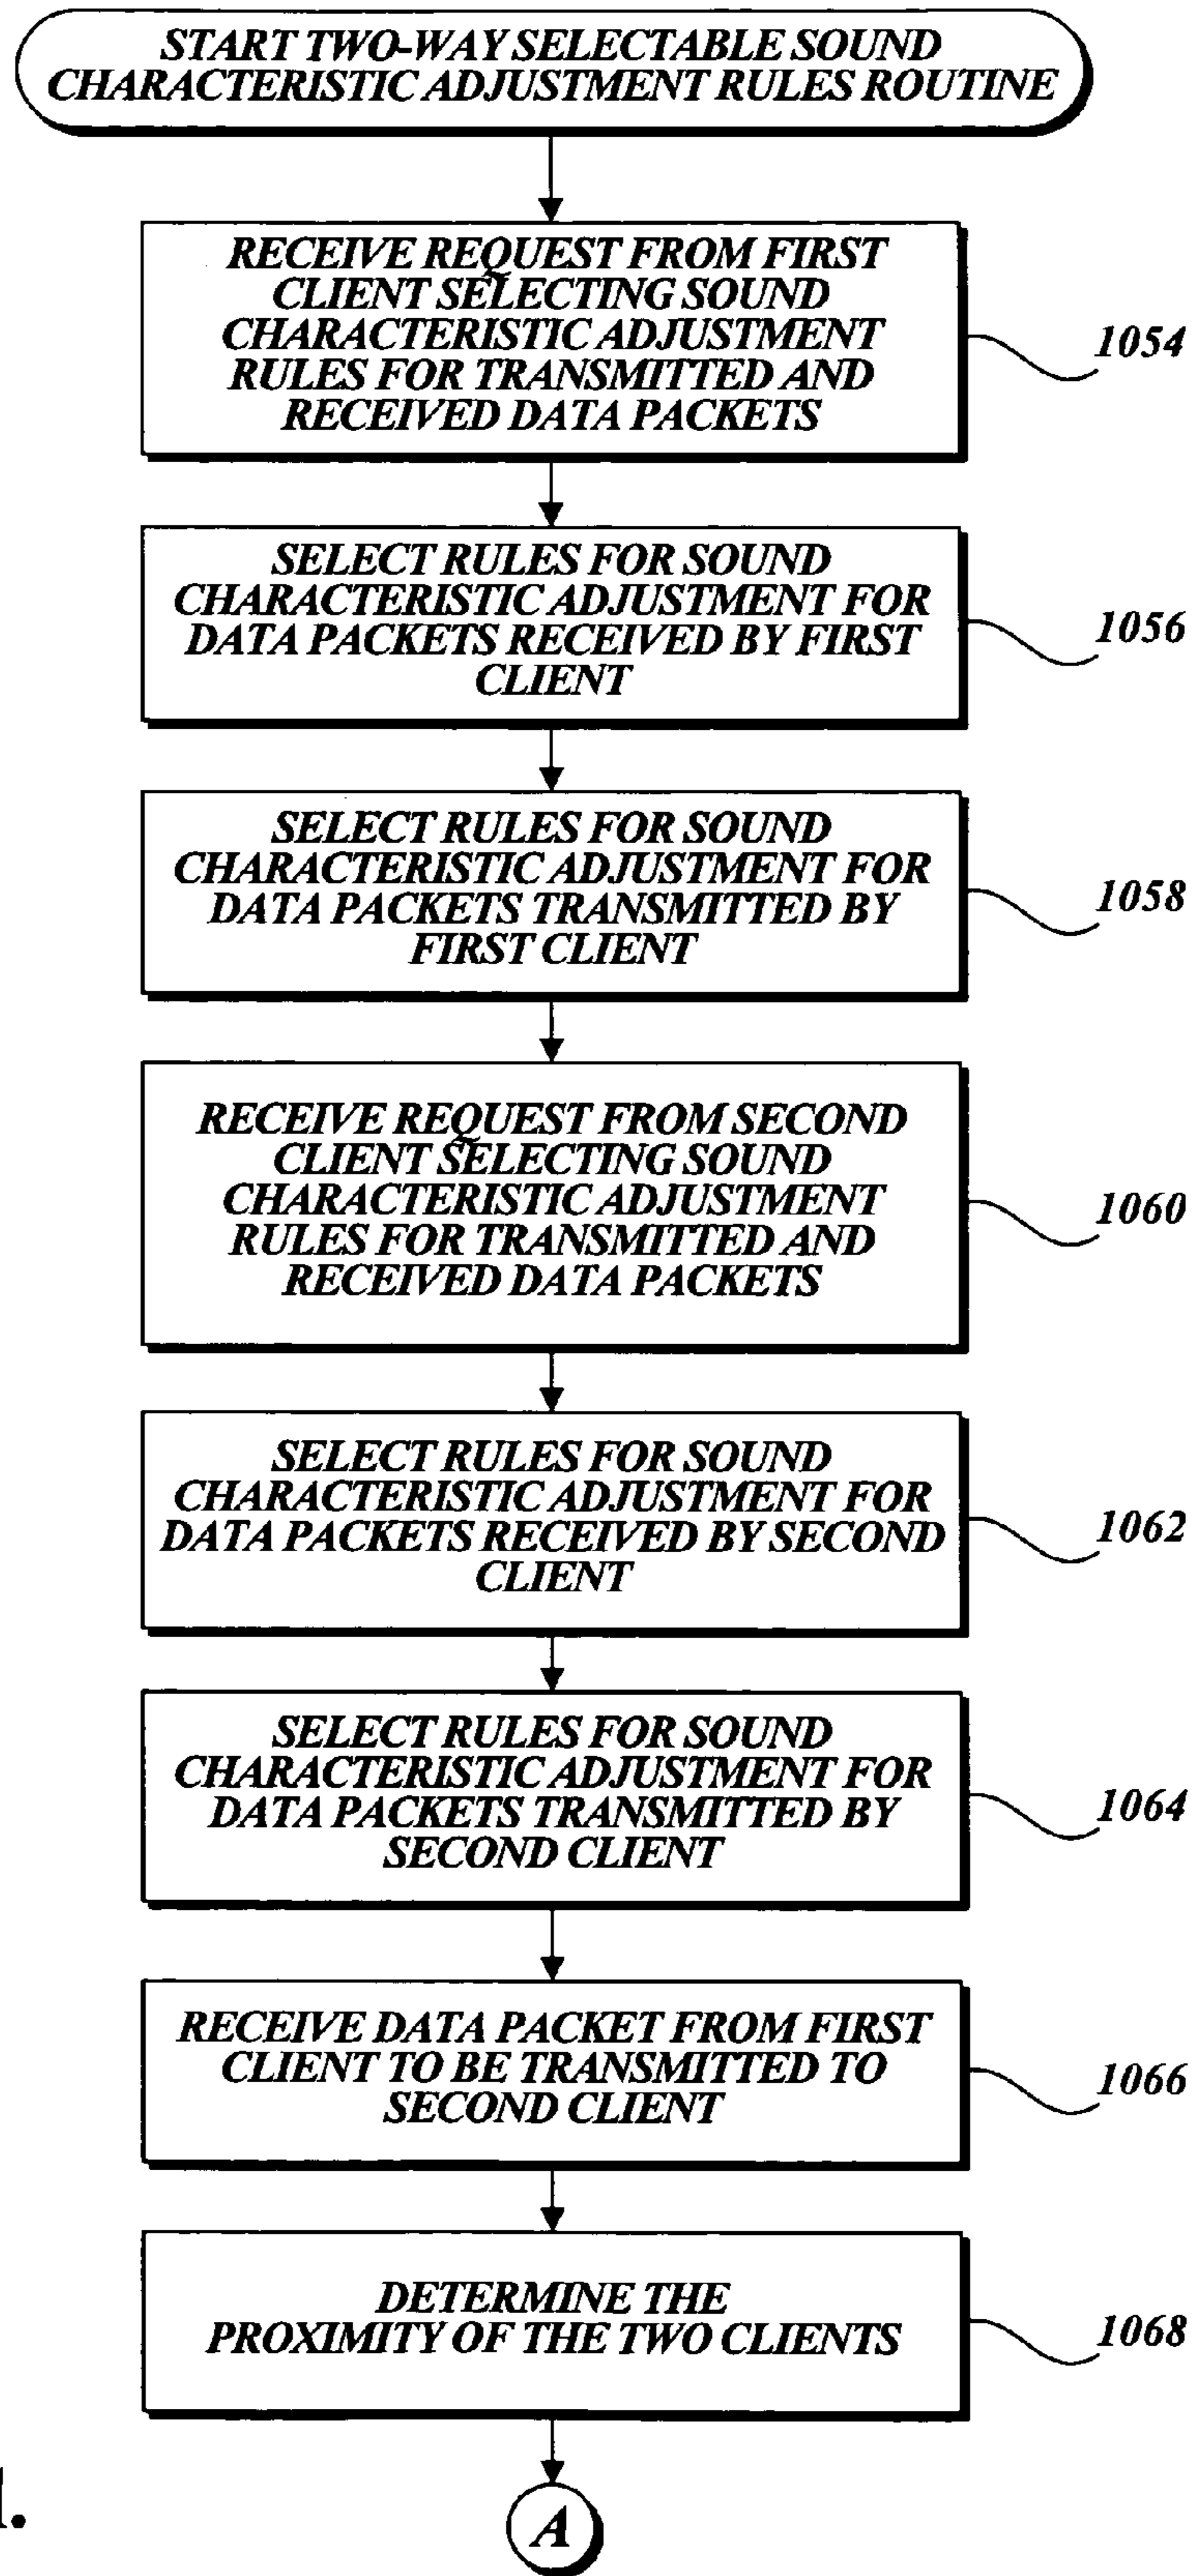 START TWO-WAY SELECTABLE SOUND
CHARACTERISTIC ADJUSTMENT RULES ROUTINE
RECEIVE REQUEST FROM FIRST
CLIENT SELECTING SOUND
CHARACTERISTIC ADJUSTMENT
RULES FOR TRANSMITTED AND
RECEIVED DATA PACKETS
1054
SELECT RULES FOR SOUND
CHARACTERISTIC ADJUSTMENT FOR
DATA PACKETS RECEIVED BY FIRST
CLIENT
1056
SELECT RULES FOR SOUND
CHARACTERISTIC ADJUSTMENT FOR
DATA PACKETS TRANSMITTED BY
FIRST CLIENT
1058
RECEIVE REQUEST FROM SECOND
CLIENT SELECTING SOUND
CHARACTERISTIC ADJUSTMENT
RULES FOR TRANSMITTED AND
RECEIVED DATA PACKETS
1060
SELECT RULES FOR SOUND
CHARACTERISTIC ADJUSTMENT FOR
DATA PACKETS RECEIVED BY SECOND
CLIENT
1062
SELECT RULES FOR SOUND
CHARACTERISTIC ADJUSTMENT FOR
DATA PACKETS TRANSMITTED BY
SECOND CLIENT
1064
RECEIVE DATA PACKET FROM FIRST
CLIENT TO BE TRANSMITTED TO
SECOND CLIENT
1066
DETERMINE THE
PROXIMITY OF THE TWO CLIENTS
1068
A